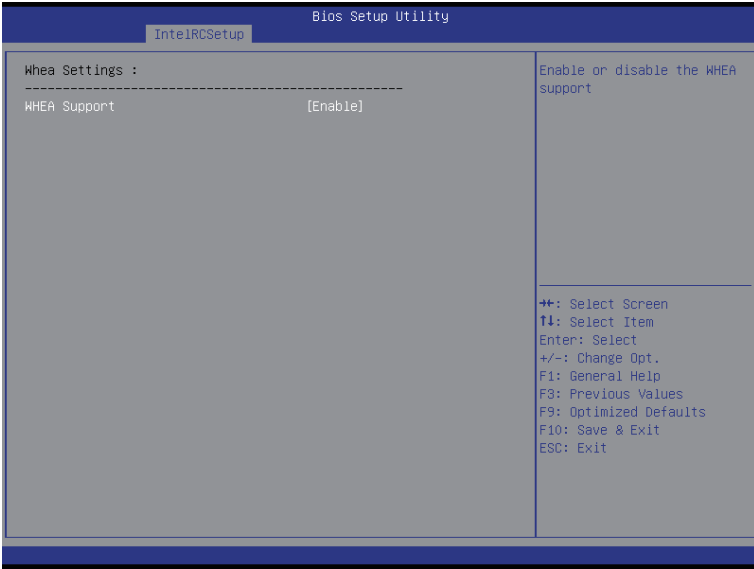 Bios Setup Utility
IntelRCSetup
Whea Settings :
--------------------------------------------------
WHEA Support [Enable]
Enable or disable the WHEA
support
→←: Select Screen
↑↓: Select Item
Enter: Select
+/-: Change Opt.
F1: General Help
F3: Previous Values
F9: Optimized Defaults
F10: Save & Exit
ESC: Exit